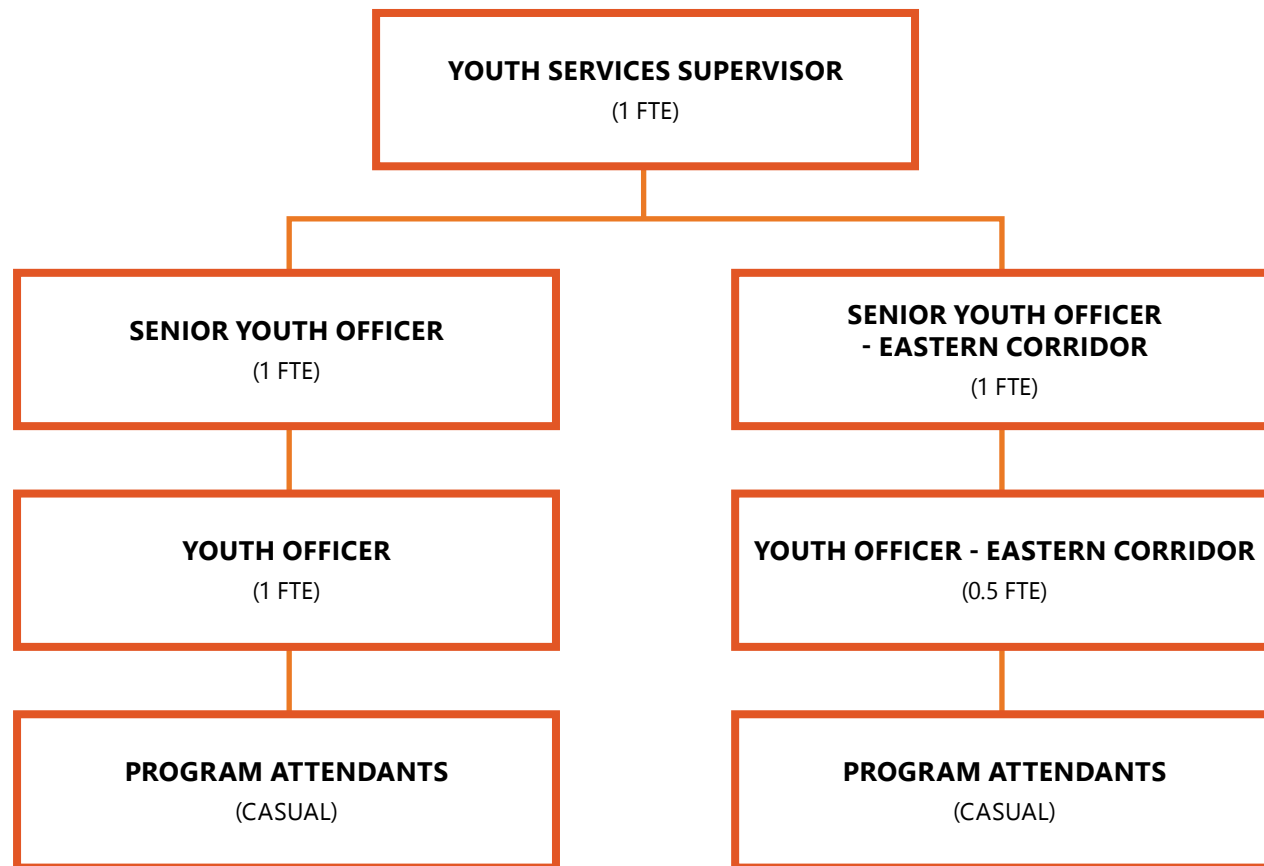 YOUTH SERVICES SUPERVISOR
(1 FTE)
SENIOR YOUTH OFFICER
(1 FTE)
SENIOR YOUTH OFFICER
- EASTERN CORRIDOR
(1 FTE)
YOUTH OFFICER
(1 FTE)
YOUTH OFFICER - EASTERN CORRIDOR
(0.5 FTE)
PROGRAM ATTENDANTS
(CASUAL)
PROGRAM ATTENDANTS
(CASUAL)